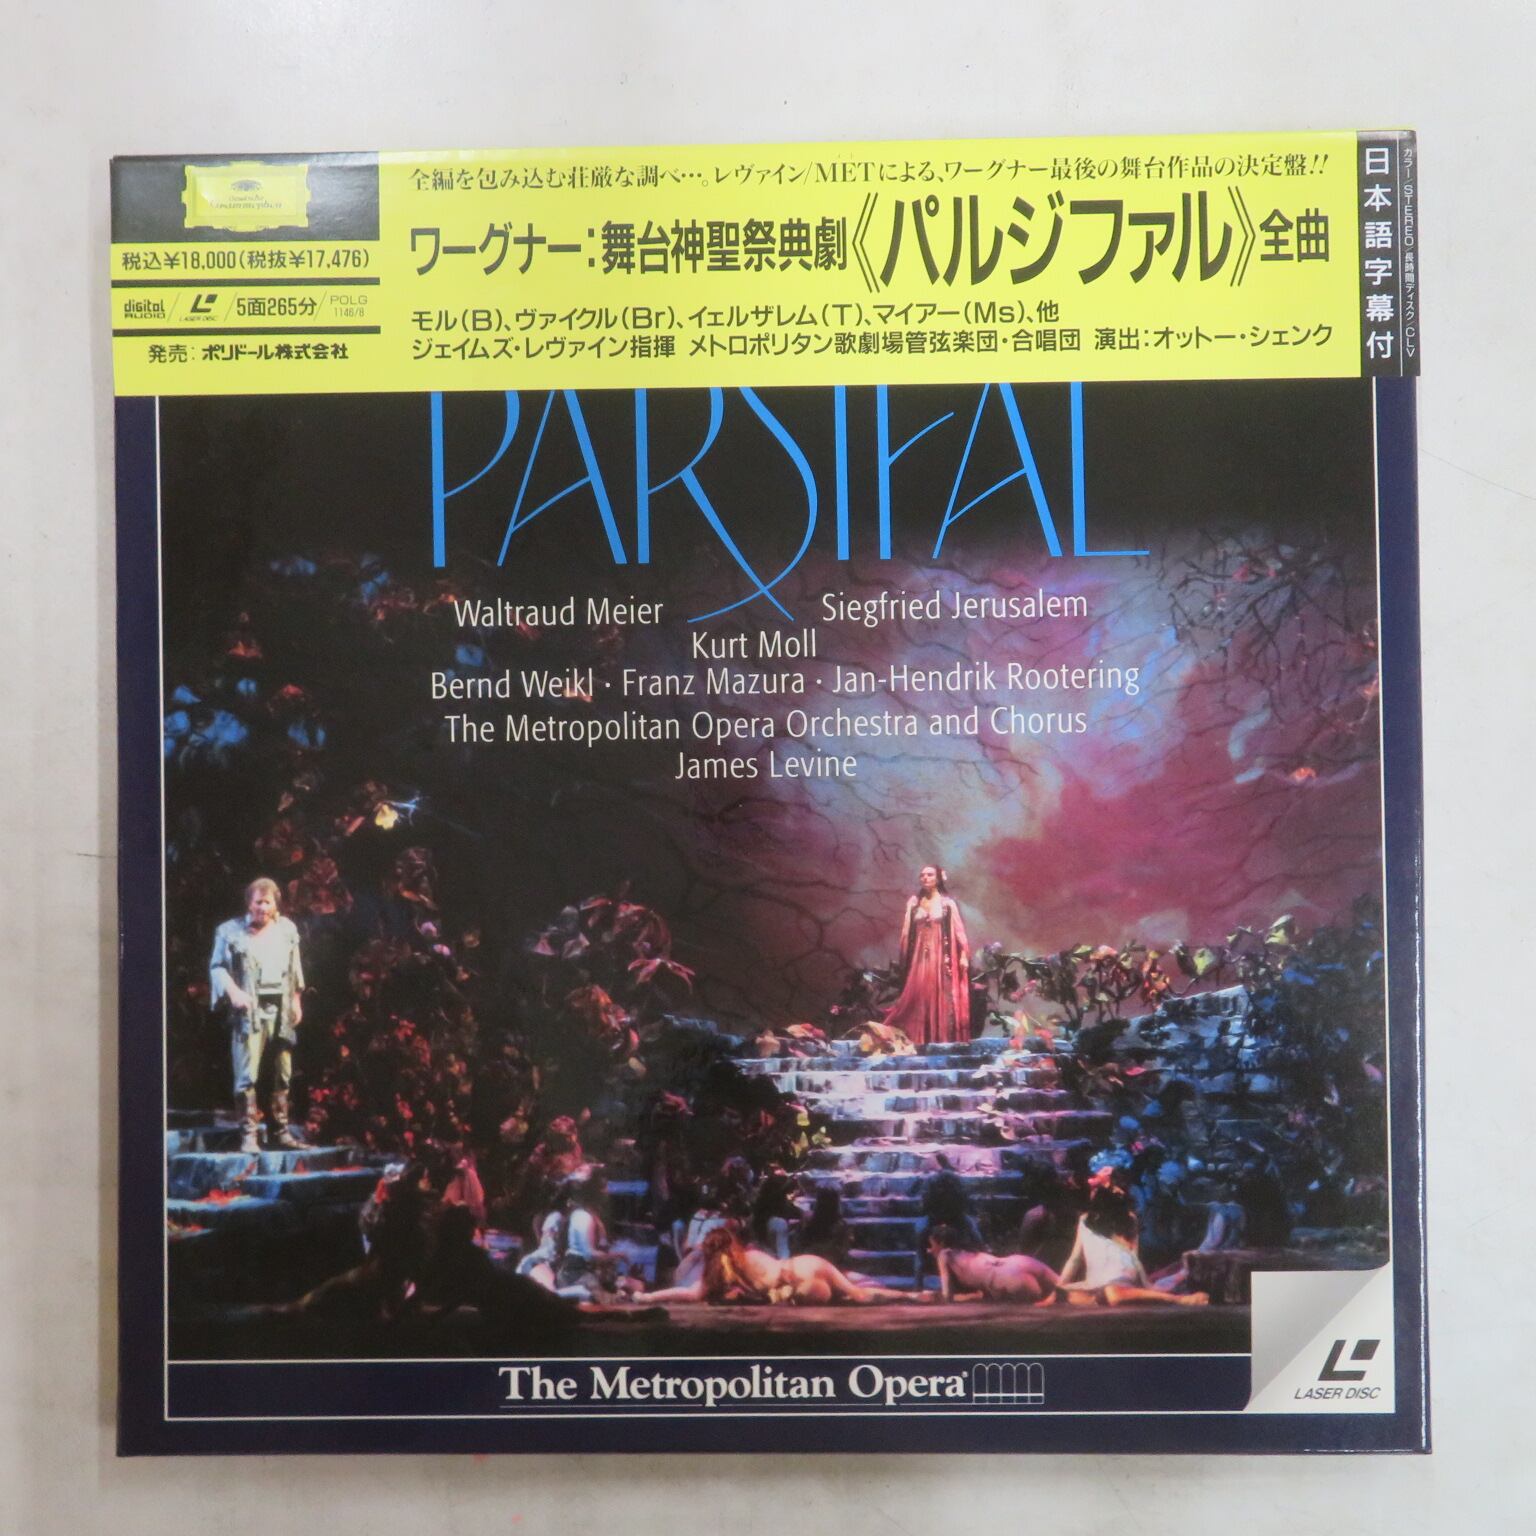 Deutsche
Grammophon
税込¥18,000(税抜¥17,476)
digital AUDIO / LASER DISC / 5面265分 / POLG 1146/8
発売:ポリドール株式会社
全編を包み込む荘厳な調べ…。レヴァイン/METによる、ワーグナー最後の舞台作品の決定盤!!
ワーグナー:舞台神聖祭典劇《パルジファル》全曲
モル(B)、ヴァイクル(Br)、イェルザレム(T)、マイアー(Ms)、他
ジェイムズ・レヴァイン指揮 メトロポリタン歌劇場管弦楽団・合唱団 演出:オットー・シェンク
日本語字幕付
カラー/STEREO/長時間ディスク/CLV
PARSIFAL
Waltraud Meier Siegfried Jerusalem
Kurt Moll
Bernd Weikl · Franz Mazura · Jan-Hendrik Rootering
The Metropolitan Opera Orchestra and Chorus
James Levine
The Metropolitan Opera
LASER DISC